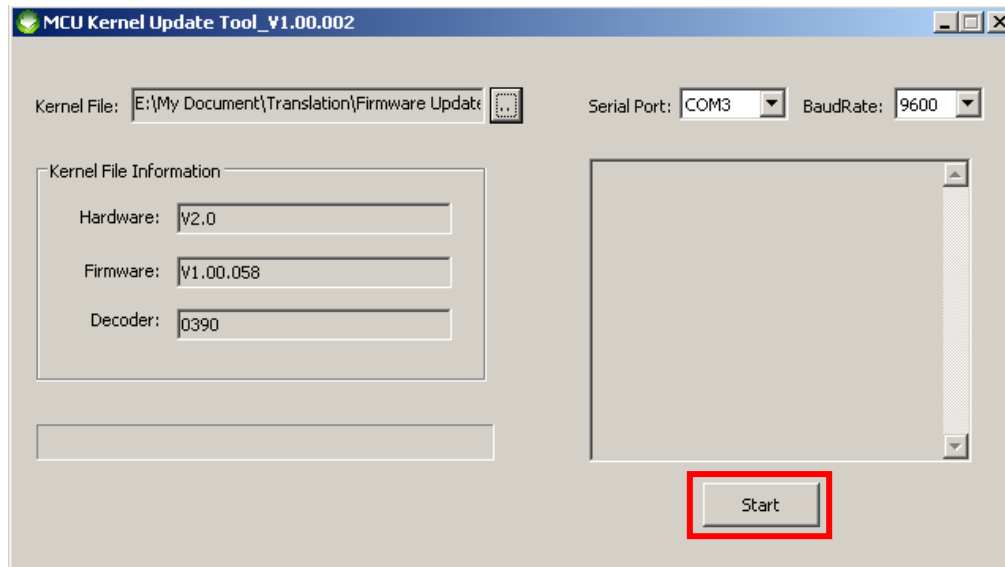 MCU Kernel Update Tool_V1.00.002
Kernel File: E:\My Document\Translation\Firmware Update .. Serial Port: COM3 BaudRate: 9600
Kernel File Information
Hardware: V2.0
Firmware: V1.00.058
Decoder: 0390
Start